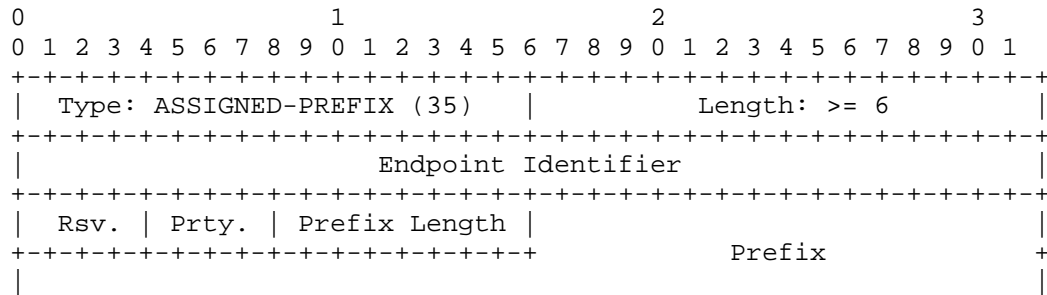 0                   1                   2                   3
0 1 2 3 4 5 6 7 8 9 0 1 2 3 4 5 6 7 8 9 0 1 2 3 4 5 6 7 8 9 0 1
+-+-+-+-+-+-+-+-+-+-+-+-+-+-+-+-+-+-+-+-+-+-+-+-+-+-+-+-+-+-+-+-+
|  Type: ASSIGNED-PREFIX (35)   |          Length: >= 6         |
+-+-+-+-+-+-+-+-+-+-+-+-+-+-+-+-+-+-+-+-+-+-+-+-+-+-+-+-+-+-+-+-+
|                      Endpoint Identifier                      |
+-+-+-+-+-+-+-+-+-+-+-+-+-+-+-+-+-+-+-+-+-+-+-+-+-+-+-+-+-+-+-+-+
|  Rsv. | Prty. | Prefix Length |                               |
+-+-+-+-+-+-+-+-+-+-+-+-+-+-+-+-+            Prefix             +
|                                                               |